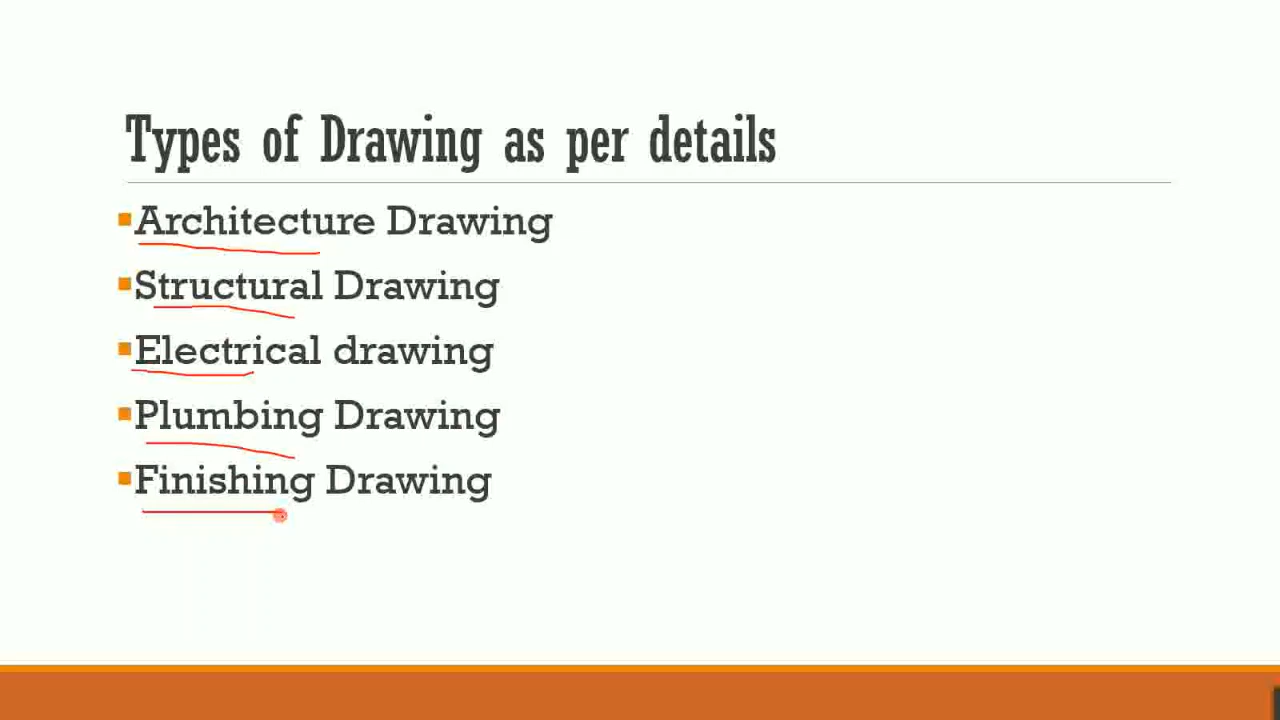 Types of Drawing as per details
Architecture Drawing
Structural Drawing
Electrical drawing
Plumbing Drawing
Finishing Drawing